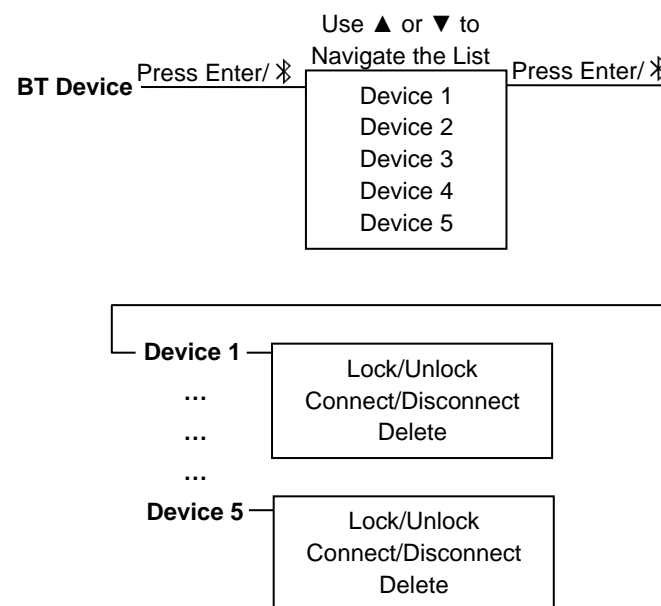 Use ▲ or ▼ to
Navigate the List
BT Device
Press Enter/
Press Enter/
Device 1
Device 2
Device 3
Device 4
Device 5
Device 1
Lock/Unlock
Connect/Disconnect
Delete
...
...
...
Device 5
Lock/Unlock
Connect/Disconnect
Delete